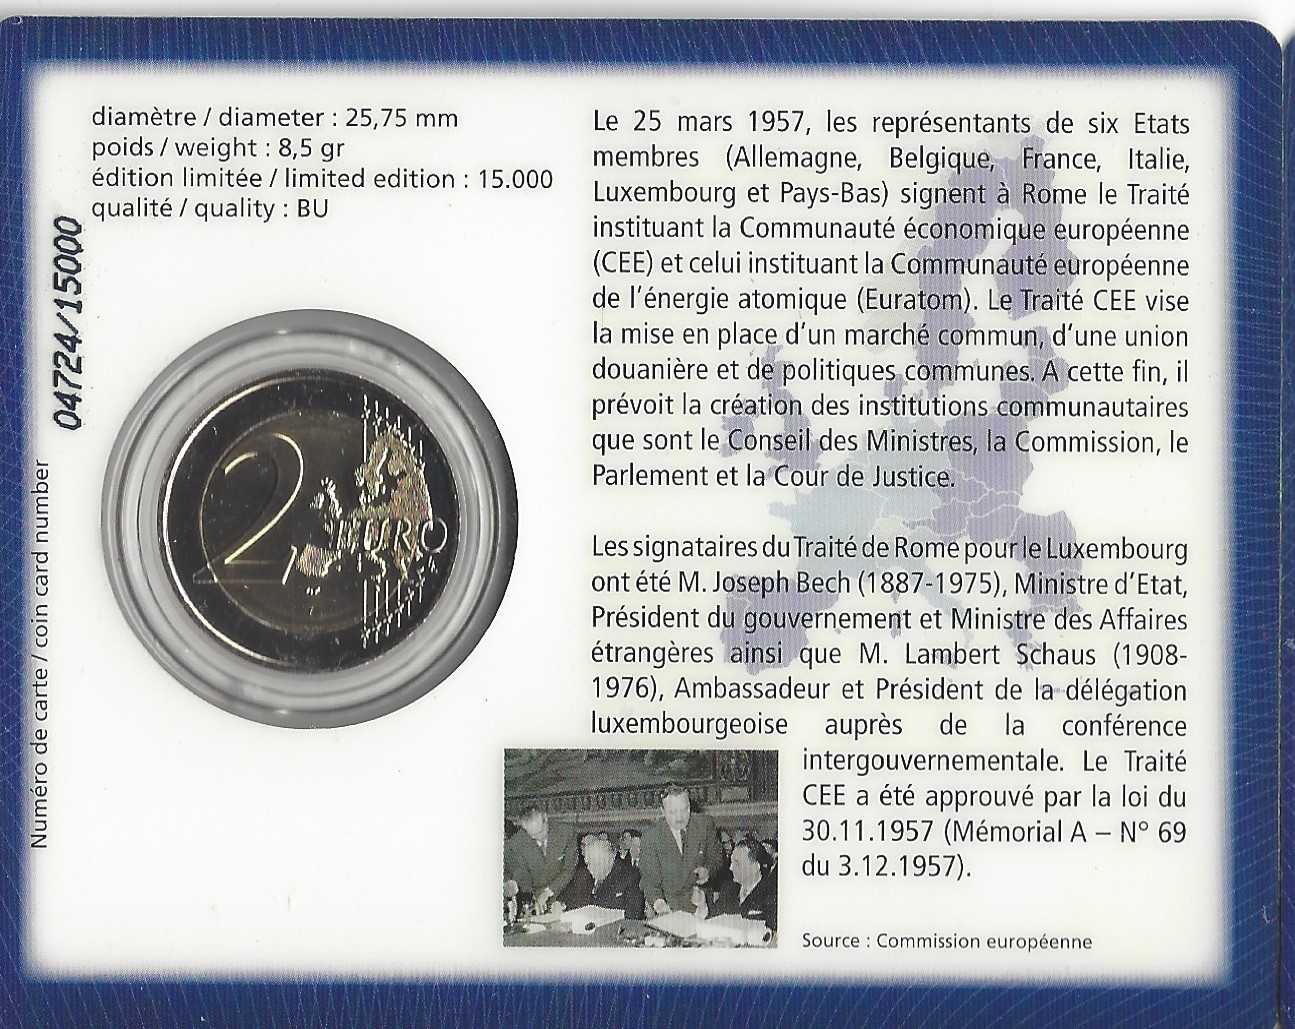 diamètre / diameter : 25,75 mm
poids / weight : 8,5 gr
édition limitée / limited edition : 15.000
qualité / quality : BU
Numéro de carte / coin card number
04724/15000
2 EURO
Le 25 mars 1957, les représentants de six Etats
membres (Allemagne, Belgique, France, Italie,
Luxembourg et Pays-Bas) signent à Rome le Traité
instituant la Communauté économique européenne
(CEE) et celui instituant la Communauté européenne
de l'énergie atomique (Euratom). Le Traité CEE vise
la mise en place d'un marché commun, d'une union
douanière et de politiques communes. A cette fin, il
prévoit la création des institutions communautaires
que sont le Conseil des Ministres, la Commission, le
Parlement et la Cour de Justice.
Les signataires du Traité de Rome pour le Luxembourg
ont été M. Joseph Bech (1887-1975), Ministre d'Etat,
Président du gouvernement et Ministre des Affaires
étrangères ainsi que M. Lambert Schaus (1908-
1976), Ambassadeur et Président de la délégation
luxembourgeoise auprès de la conférence
intergouvernementale. Le Traité
CEE a été approuvé par la loi du
30.11.1957 (Mémorial A – N° 69
du 3.12.1957).
Source : Commission européenne